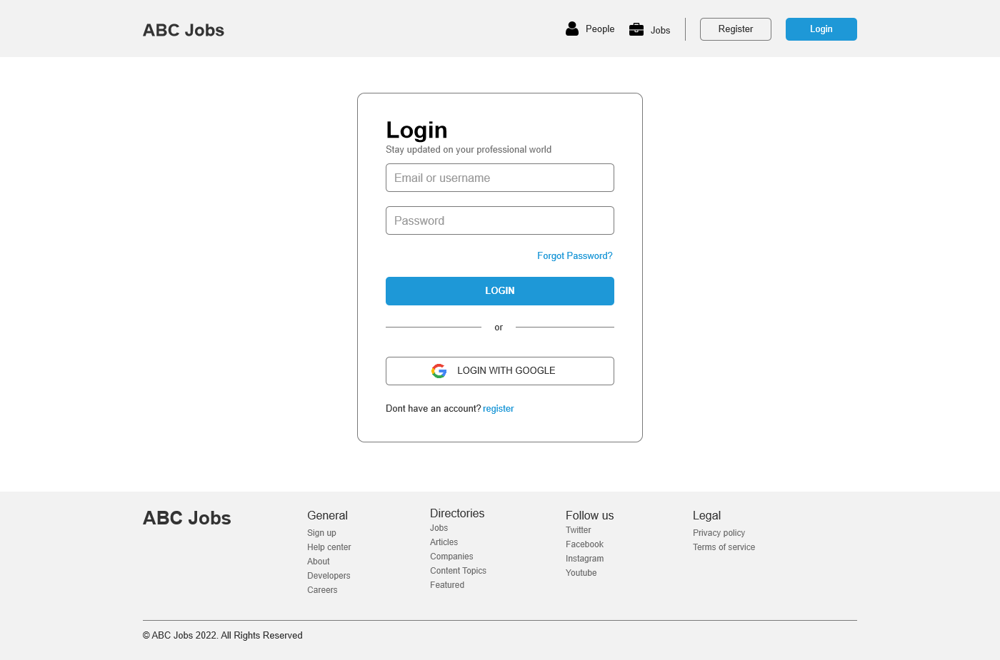 ABC Jobs
People
Jobs
Register
Login
Login
Stay updated on your professional world
Email or username
Password
Forgot Password?
LOGIN
or
LOGIN WITH GOOGLE
Dont have an account? register
ABC Jobs
General
Sign up
Help center
About
Developers
Careers
Directories
Jobs
Articles
Companies
Content Topics
Featured
Follow us
Twitter
Facebook
Instagram
Youtube
Legal
Privacy policy
Terms of service
© ABC Jobs 2022. All Rights Reserved